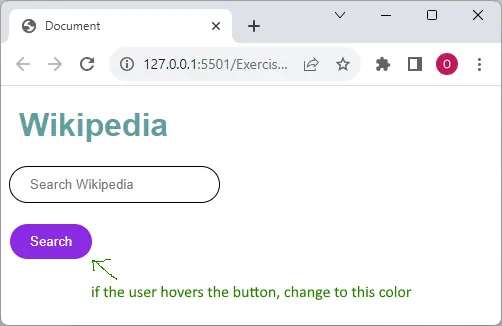 Document
127.0.0.1:5501/Exercis...
O
Wikipedia
Search Wikipedia
Search
if the user hovers the button, change to this color